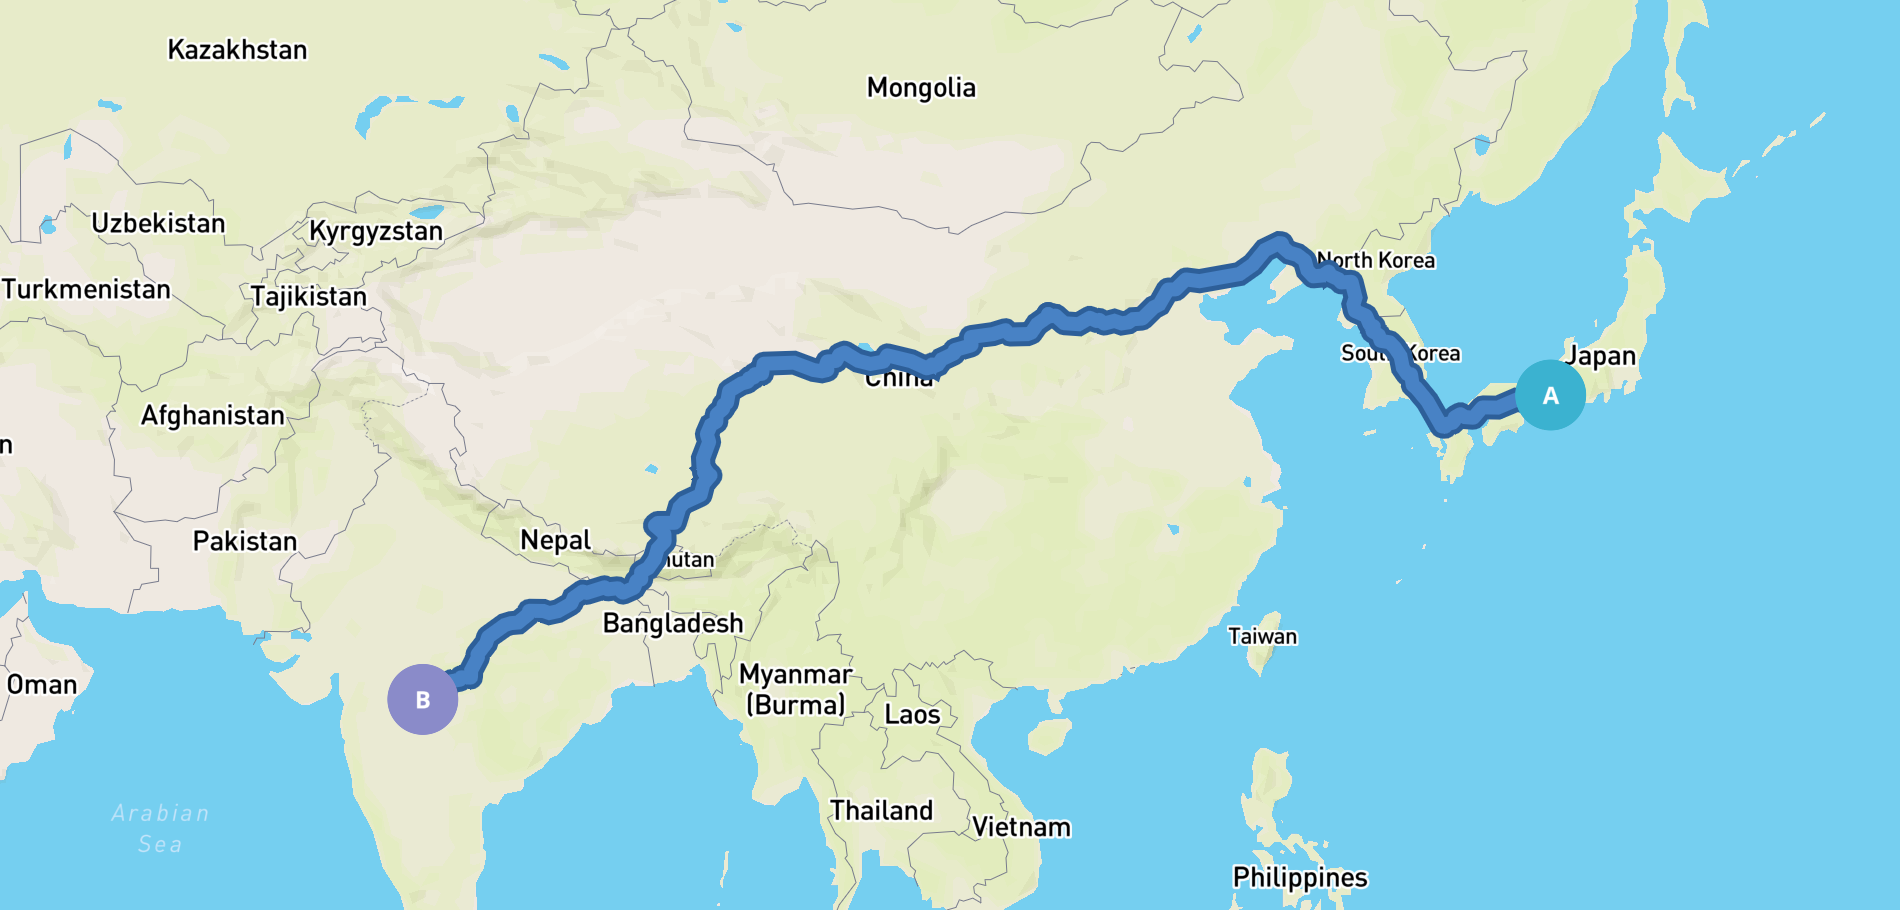 Kazakhstan
Mongolia
Uzbekistan
Kyrgyzstan
North Korea
Turkmenistan
Tajikistan
South Korea
Japan
China
A
Afghanistan
n
Pakistan
Nepal
hutan
Bangladesh
Taiwan
Oman
B
Myanmar
(Burma)
Laos
Arabian
Sea
Thailand
Vietnam
Philippines